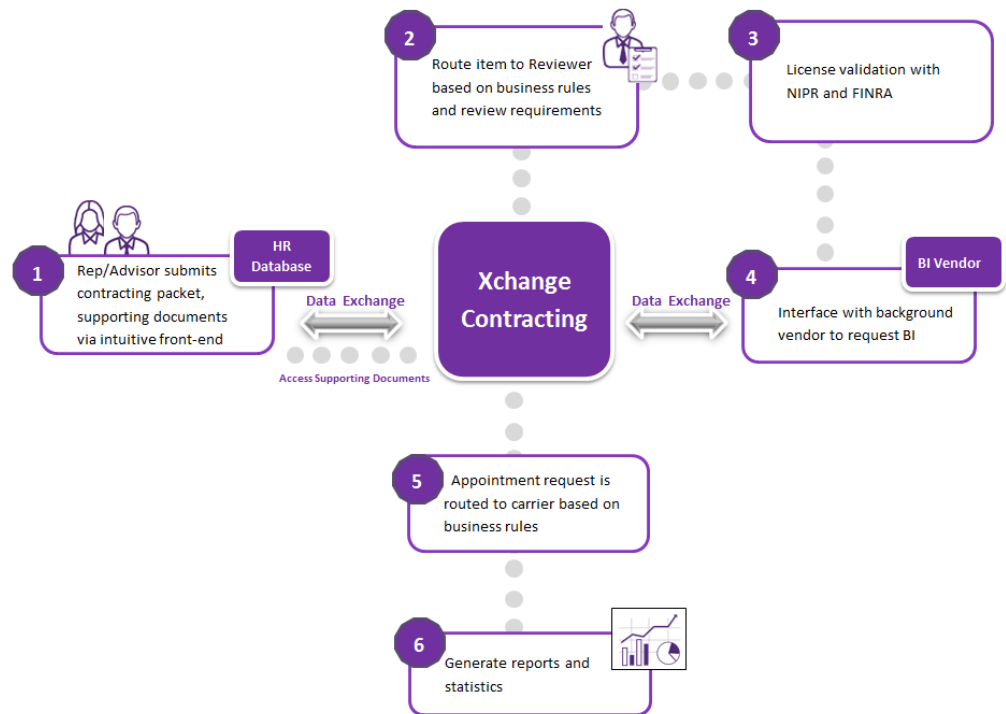 1
Rep/Advisor submits
contracting packet,
supporting documents
via intuitive front-end
HR
Database
Data Exchange
Access Supporting Documents
Xchange
Contracting
2
Route item to Reviewer
based on business rules
and review requirements
3
License validation with
NIPR and FINRA
Data Exchange
4
BI Vendor
Interface with background
vendor to request BI
5
Appointment request is
routed to carrier based on
business rules
6
Generate reports and
statistics